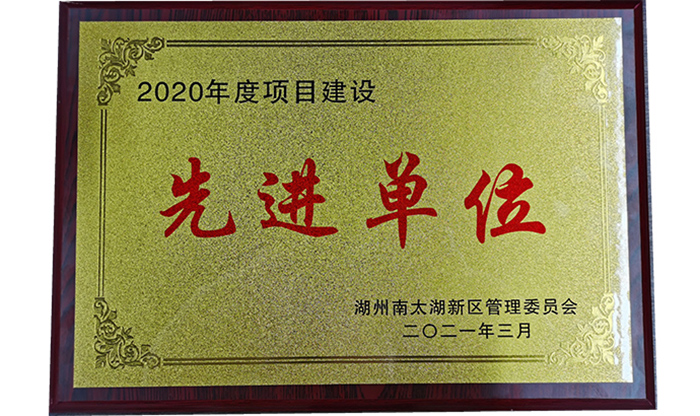 2020年度项目建设
先进单位
湖州南太湖新区管理委员会
二〇二一年三月